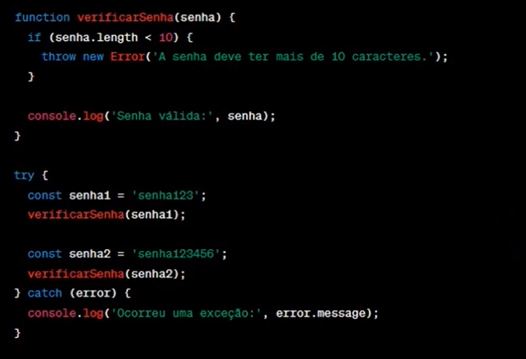 function verificarSenha(senha) {
  if (senha.length < 10) {
    throw new Error('A senha deve ter mais de 10 caracteres.');
  }

  console.log('Senha válida:', senha);
}

try {
  const senha1 = 'senha123';
  verificarSenha(senha1);

  const senha2 = 'senha123456';
  verificarSenha(senha2);
} catch (error) {
  console.log('Ocorreu uma exceção:', error.message);
}